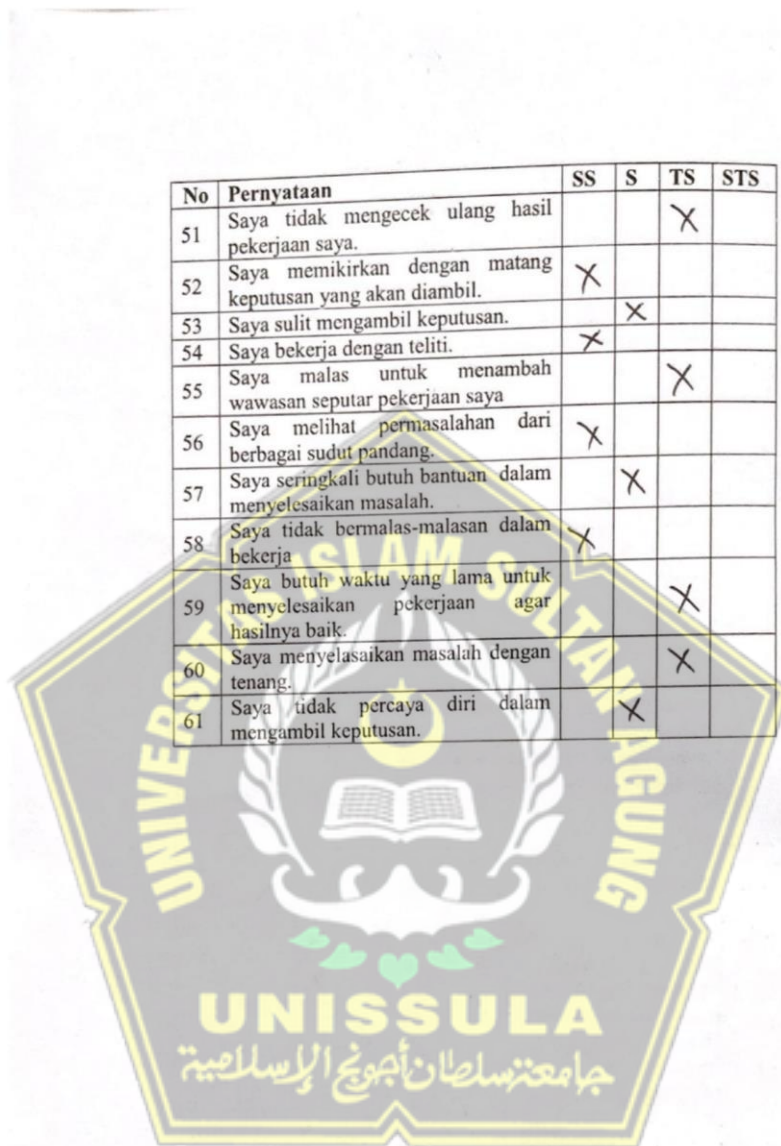 No Pernyataan SS S TS STS
51 Saya tidak mengecek ulang hasil X
pekerjaan saya.
52 Saya memikirkan dengan matang X
keputusan yang akan diambil.
53 Saya sulit mengambil keputusan. X
54 Saya bekerja dengan teliti. X
55 Saya malas untuk menambah X
wawasan seputar pekerjaan saya
56 Saya melihat permasalahan dari X
berbagai sudut pandang.
57 Saya seringkali butuh bantuan dalam X
menyelesaikan masalah.
58 Saya tidak bermalas-malasan dalam X
bekerja
59 Saya butuh waktu yang lama untuk X
menyelesaikan pekerjaan agar
hasilnya baik.
60 Saya menyelasaikan masalah dengan X
tenang.
61 Saya tidak percaya diri dalam X
mengambil keputusan.
UNIVERSITAS ISLAM SULTAN AGUNG
UNISSULA
جامعة سلطان أجونج الإسلامية